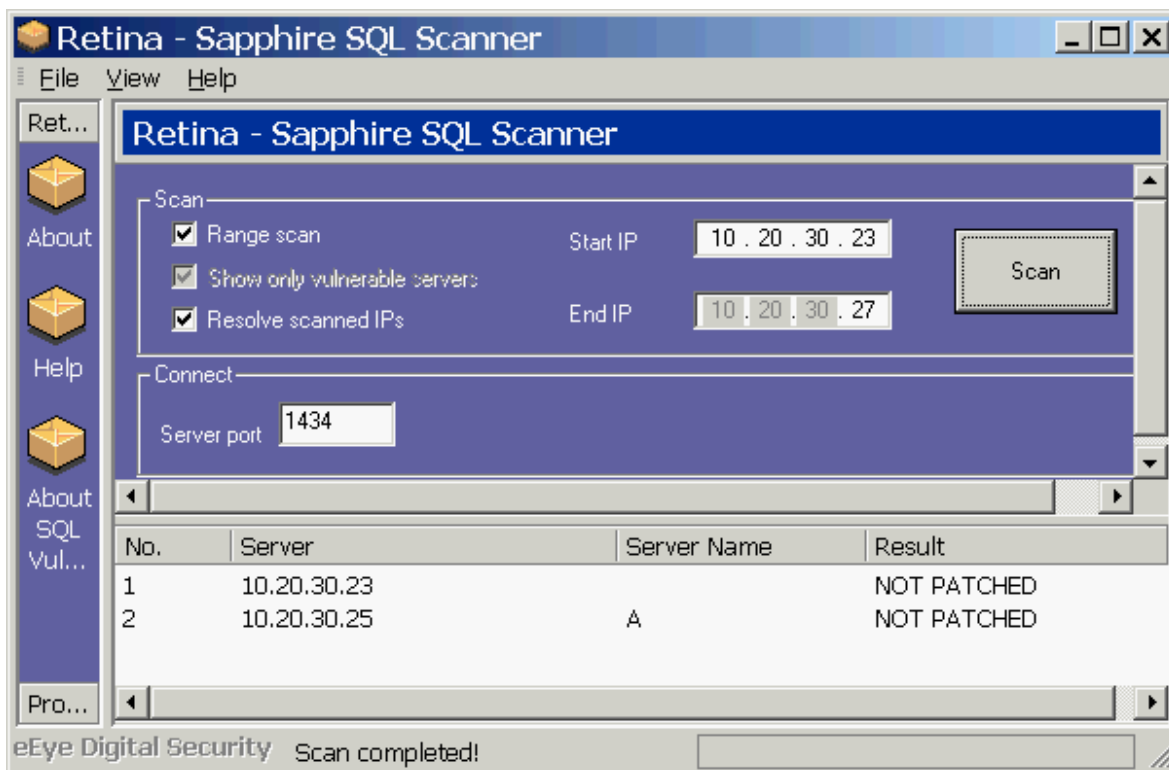 Retina - Sapphire SQL Scanner
File View Help
Ret...
About
Help
About
SQL
Vul...
Pro...
Retina - Sapphire SQL Scanner
Scan
Range scan
Show only vulnerable servers
Resolve scanned IPs
Start IP 10 . 20 . 30 . 23
End IP 10 . 20 . 30 . 27
Scan
Connect
Server port 1434
No. Server Server Name Result
1 10.20.30.23 NOT PATCHED
2 10.20.30.25 A NOT PATCHED
eEye Digital Security Scan completed!